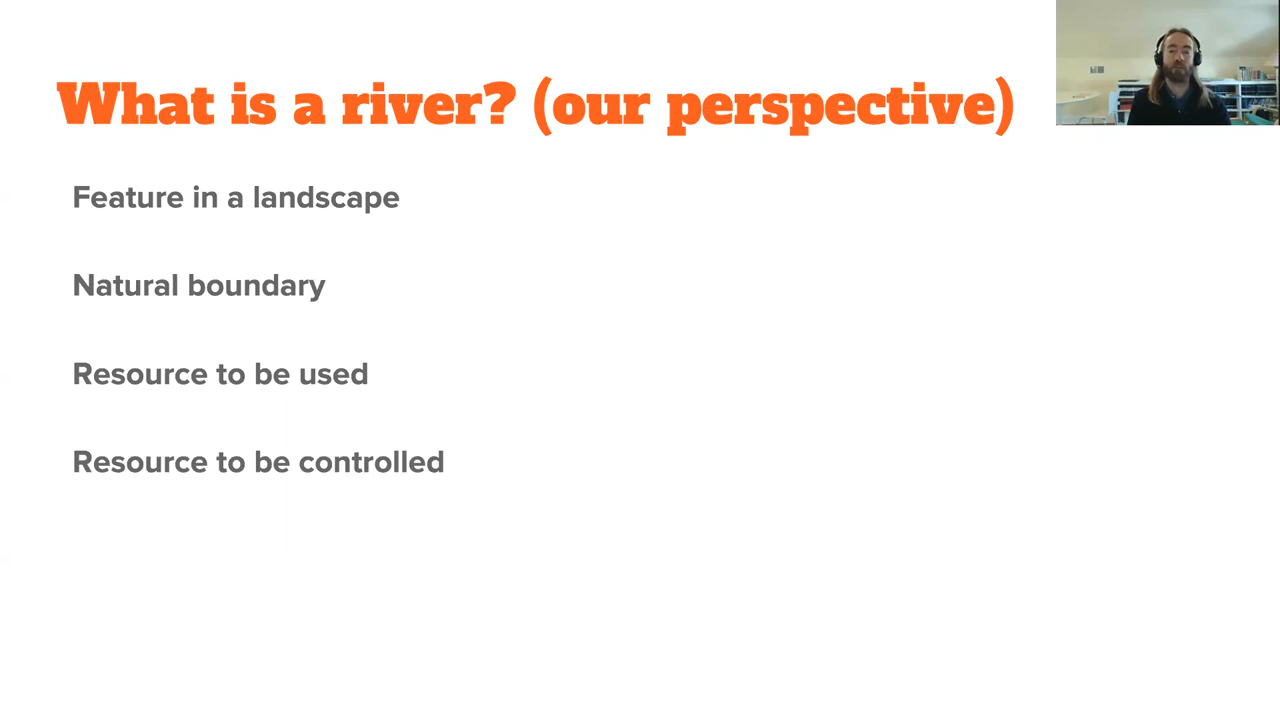 What is a river? (our perspective)
Feature in a landscape
Natural boundary
Resource to be used
Resource to be controlled